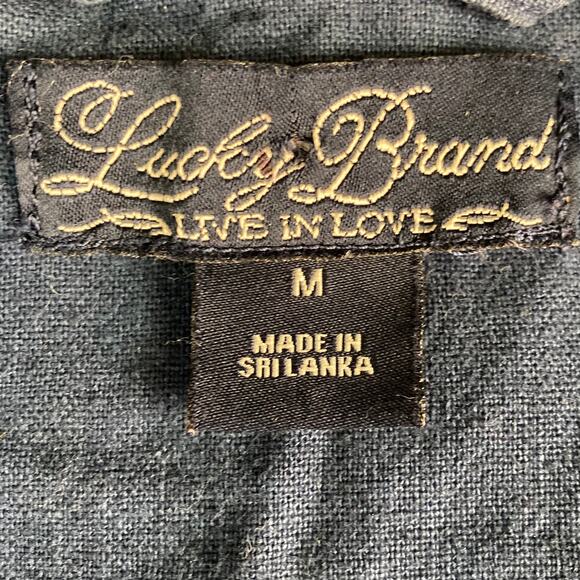 Lucky Brand
LIVE IN LOVE
M
MADE IN
SRI LANKA